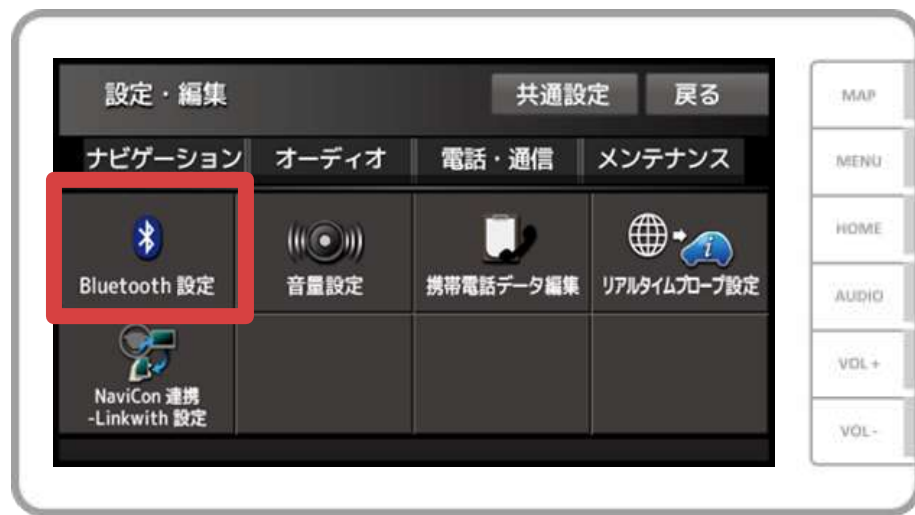 設定・編集
共通設定
戻る
ナビゲーション
オーディオ
電話・通信
メンテナンス
Bluetooth 設定
音量設定
携帯電話データ編集
リアルタイムプローブ設定
NaviCon 連携
-Linkwith 設定
MAP
MENU
HOME
AUDIO
VOL +
VOL -